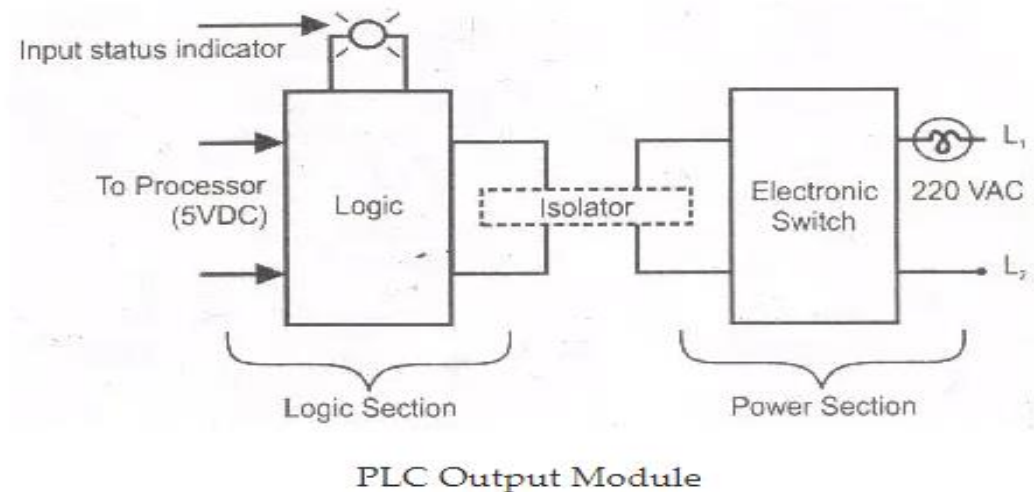 Input status indicator
To Processor
(5VDC)
Logic
Isolator
Electronic
Switch
L₁
220 VAC
L₂
Logic Section
Power Section
PLC Output Module